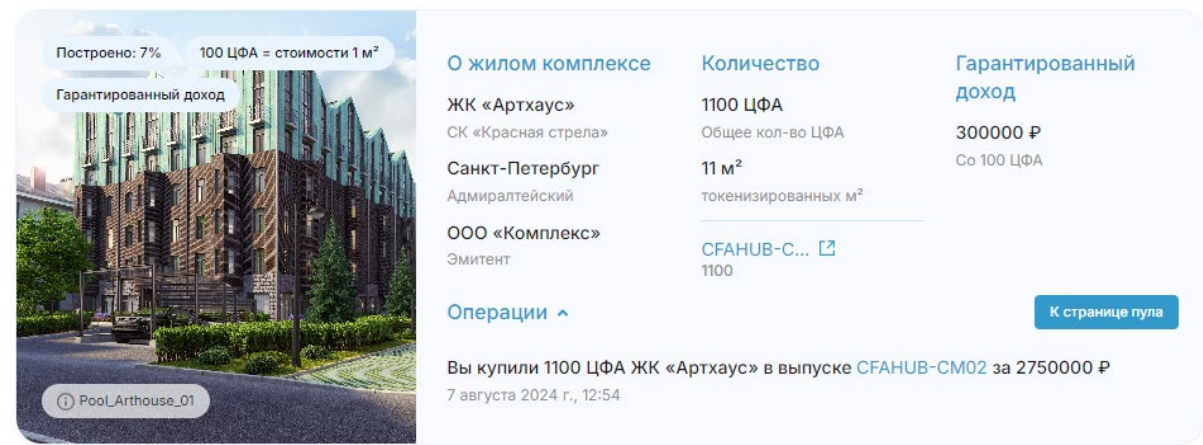 Построено: 7%
100 ЦФА = стоимости 1 м²
Гарантированный доход
Pool_Arthouse_01
О жилом комплексе
ЖК «Артхаус»
СК «Красная стрела»
Санкт-Петербург
Адмиралтейский
ООО «Комплекс»
Эмитент
Количество
1100 ЦФА
Общее кол-во ЦФА
11 м²
токенизированных м²
CFAHUB-C...
1100
Гарантированный
доход
300000 ₽
Со 100 ЦФА
Операции
К странице пула
Вы купили 1100 ЦФА ЖК «Артхаус» в выпуске CFAHUB-CM02 за 2750000 ₽
7 августа 2024 г., 12:54